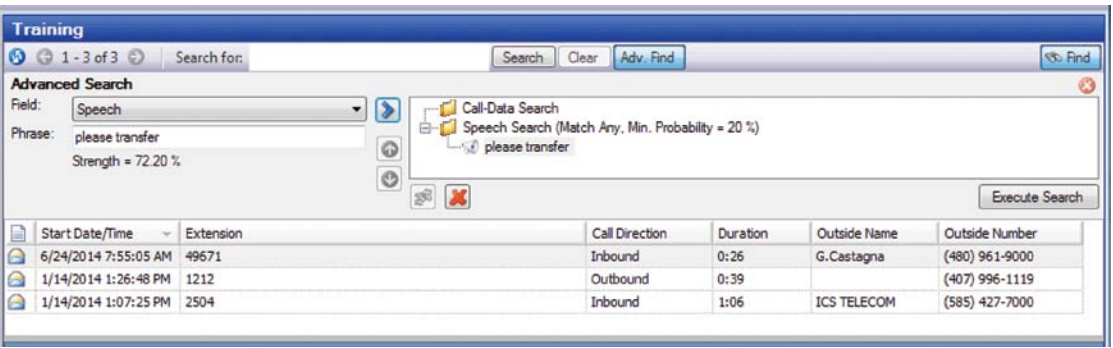 Training
1 - 3 of 3 Search for: Search Clear Adv. Find Find
Advanced Search
Field: Speech
Phrase: please transfer
Strength = 72.20 %
Call-Data Search
Speech Search (Match Any, Min. Probability = 20 %)
please transfer
Execute Search
Start Date/Time Extension Call Direction Duration Outside Name Outside Number
6/24/2014 7:55:05 AM 49671 Inbound 0:26 G.Castagna (480) 961-9000
1/14/2014 1:26:48 PM 1212 Outbound 0:39 (407) 996-1119
1/14/2014 1:07:25 PM 2504 Inbound 1:06 ICS TELECOM (585) 427-7000